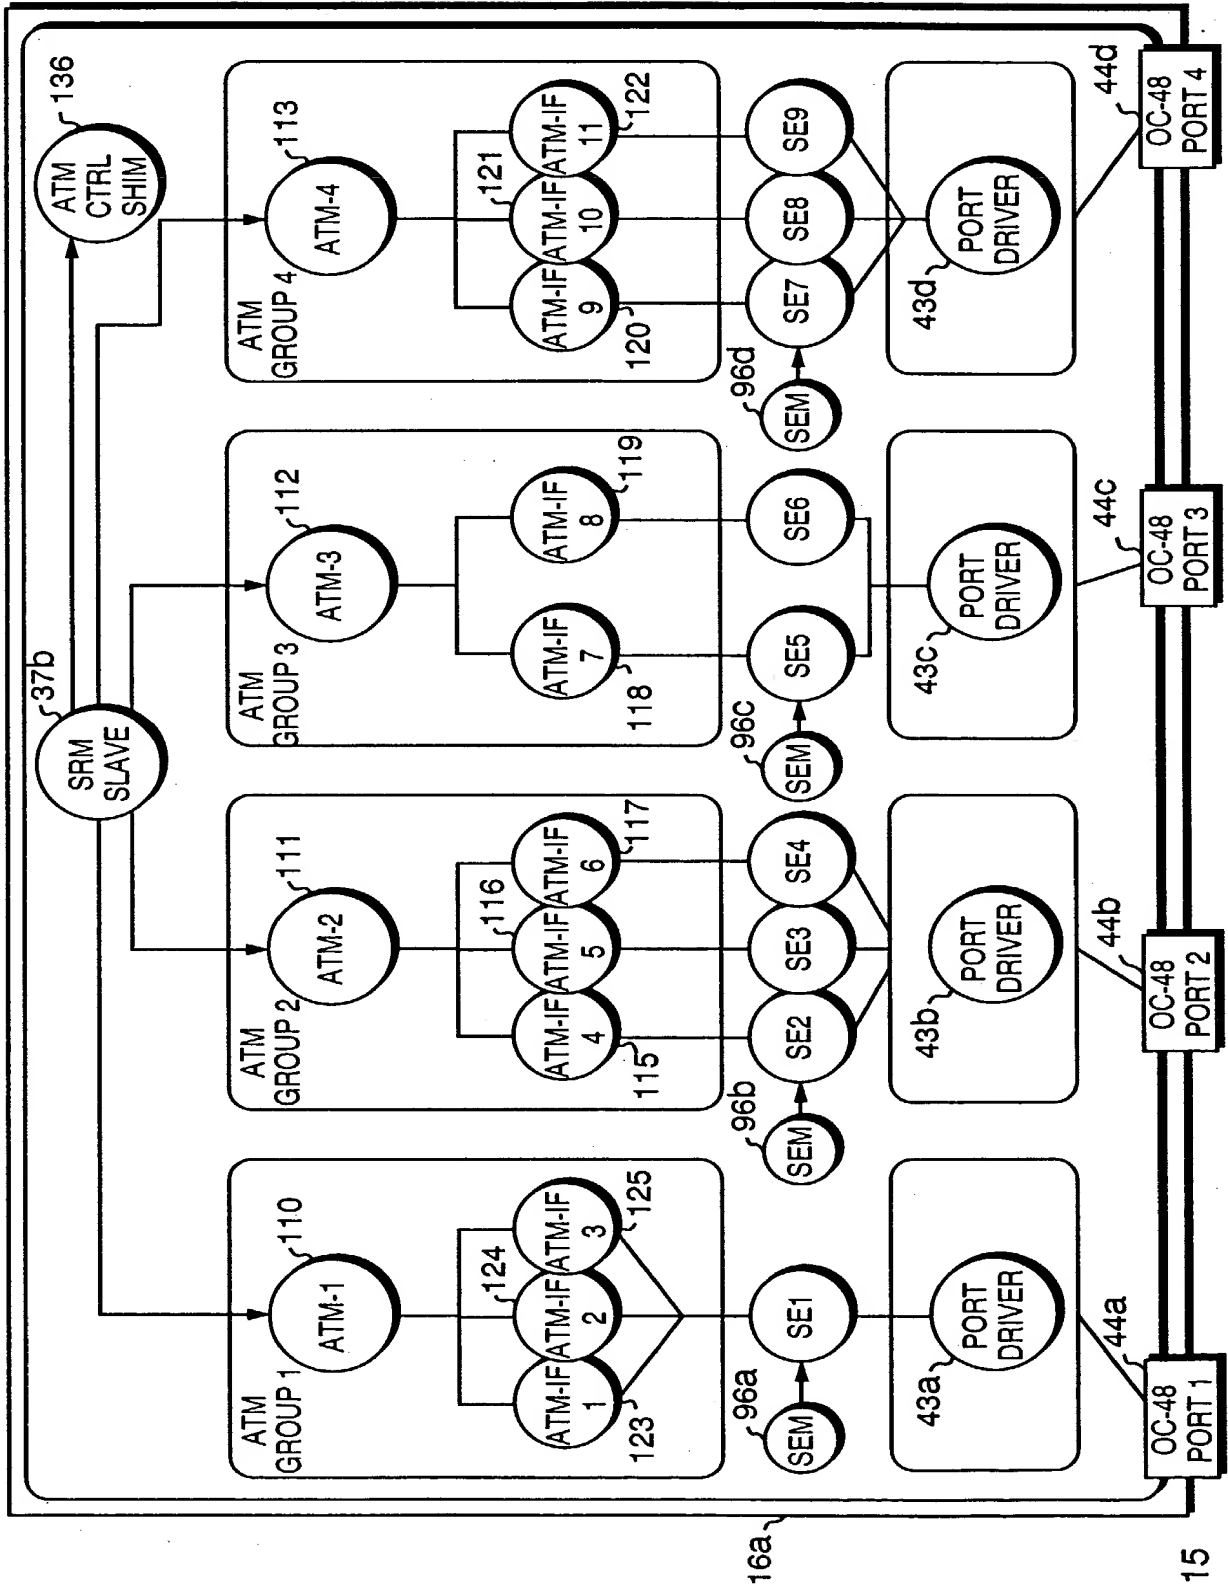 37b
SRM
SLAVE
136
ATM
CTRL
SHIM
ATM
GROUP 1
110
ATM-1
124
ATM-IF
1
ATM-IF
2
ATM-IF
3
123
125
96a
SEM
SE1
43a
PORT
DRIVER
44a
OC-48
PORT 1
ATM
GROUP 2
111
ATM-2
116
ATM-IF
4
ATM-IF
5
ATM-IF
6
115
117
96b
SEM
SE2
SE3
SE4
43b
PORT
DRIVER
44b
OC-48
PORT 2
ATM
GROUP 3
112
ATM-3
ATM-IF
7
ATM-IF
8
118
119
96c
SEM
SE5
SE6
43c
PORT
DRIVER
44c
OC-48
PORT 3
ATM
GROUP 4
113
ATM-4
121
ATM-IF
9
ATM-IF
10
ATM-IF
11
120
122
96d
SEM
SE7
SE8
SE9
43d
PORT
DRIVER
44d
OC-48
PORT 4
16a
15